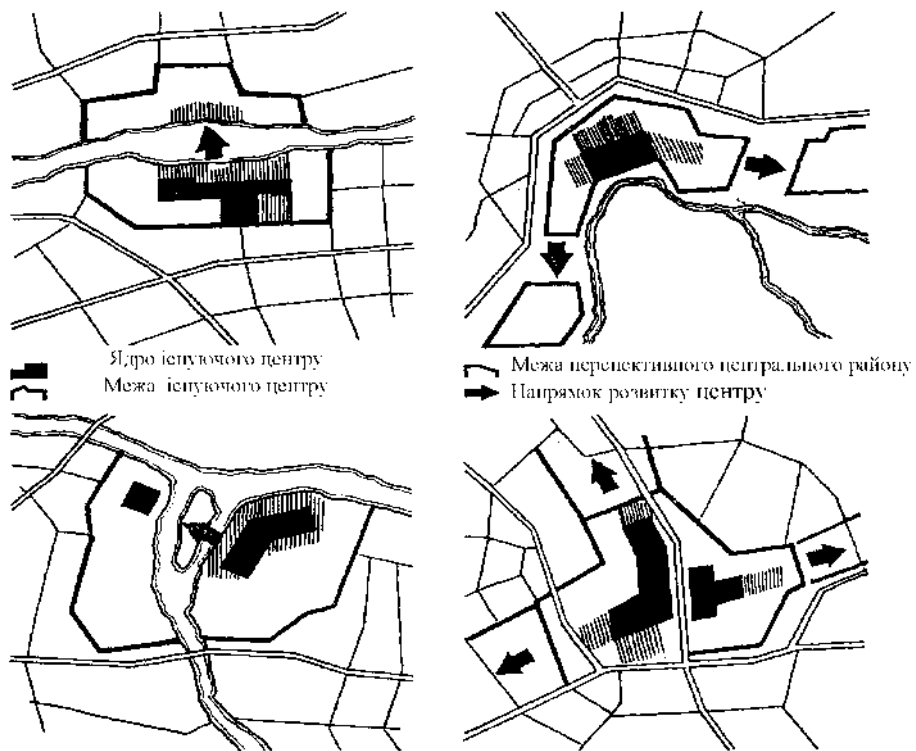 Ядро існуючого центру
Межа існуючого центру
Межа перспективного центрального району
Напрямок розвитку центру